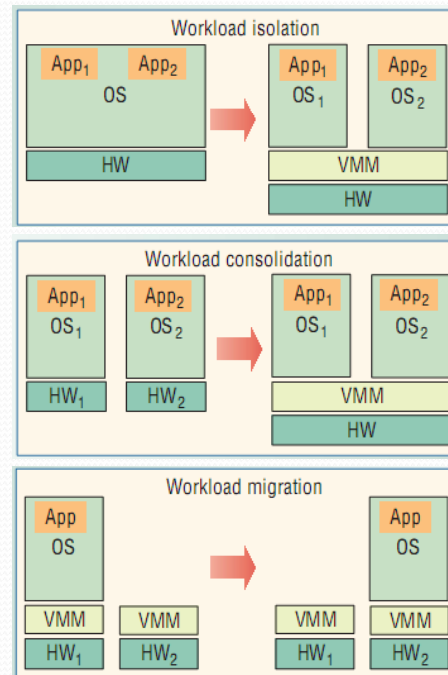 Workload isolation
App₁ App₂ App₁ App₂
OS OS₁ OS₂
VMM
HW HW
Workload consolidation
App₁ App₂ App₁ App₂
OS₁ OS₂ OS₁ OS₂
HW₁ HW₂ VMM
HW
Workload migration
App App
OS OS
VMM VMM VMM VMM
HW₁ HW₂ HW₁ HW₂